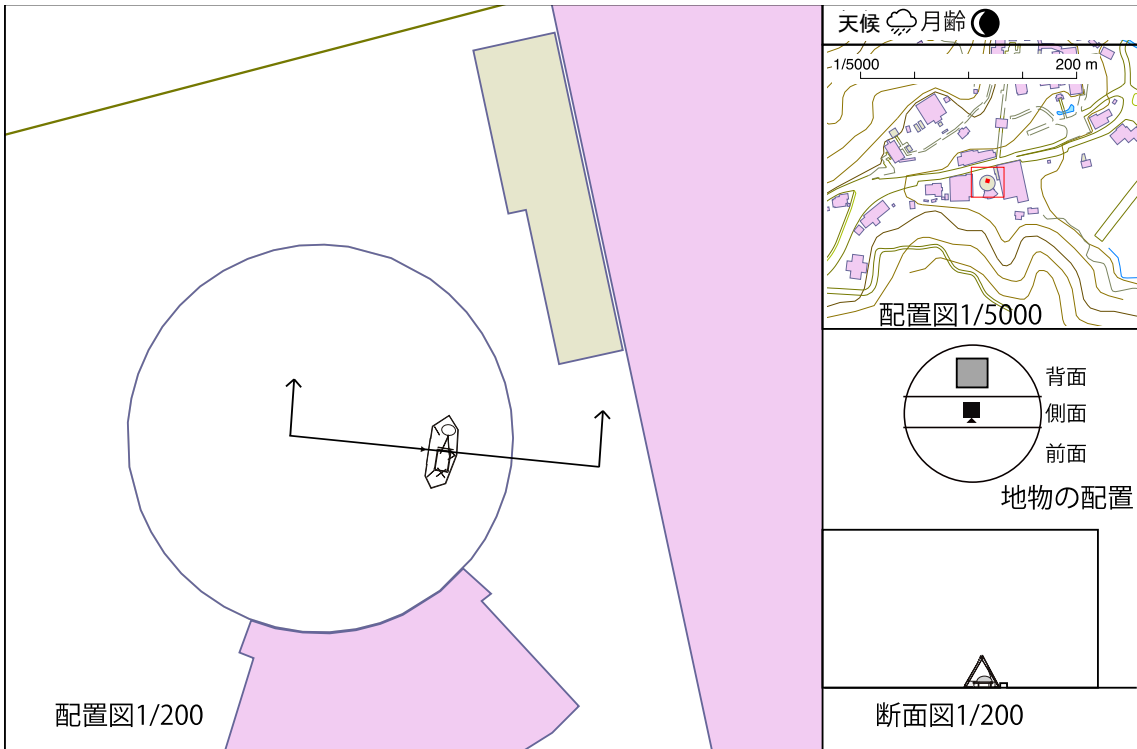 天候 月齢
1/5000 200 m
配置図1/5000
背面
側面
前面
地物の配置
配置図1/200
断面図1/200